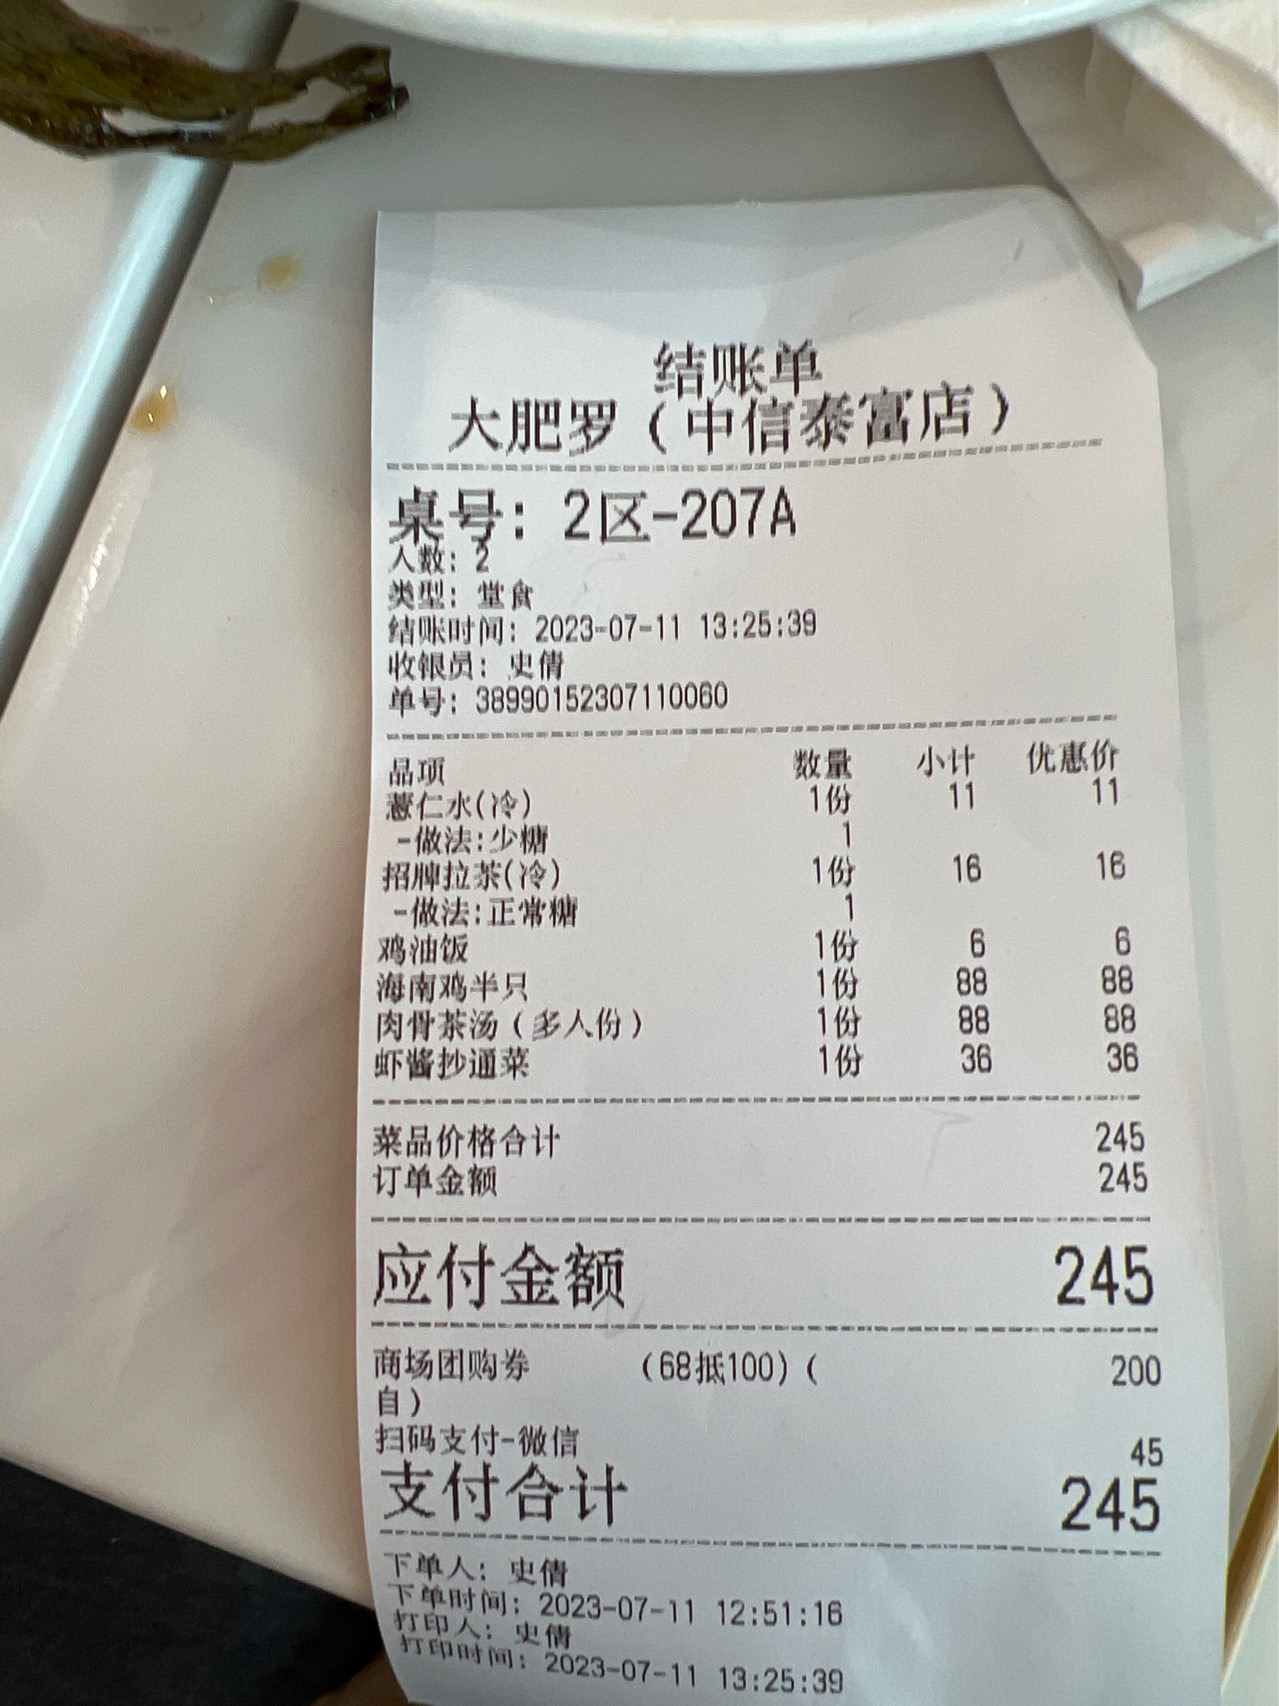 结账单
大肥罗（中信泰富店）
桌号：2区-207A
人数：2
类型：堂食
结账时间：2023-07-11 13:25:39
收银员：史倩
单号：38990152307110060
品项 数量 小计 优惠价
薏仁水(冷) 1份 11 11
-做法:少糖 1
招牌拉茶(冷) 1份 16 16
-做法:正常糖 1
鸡油饭 1份 6 6
海南鸡半只 1份 88 88
肉骨茶汤（多人份） 1份 88 88
虾酱抄通菜 1份 36 36
菜品价格合计 245
订单金额 245
应付金额 245
商场团购券 （68抵100）（ 200
自）
扫码支付-微信 45
支付合计 245
下单人：史倩
下单时间：2023-07-11 12:51:16
打印人：史倩
打印时间：2023-07-11 13:25:39